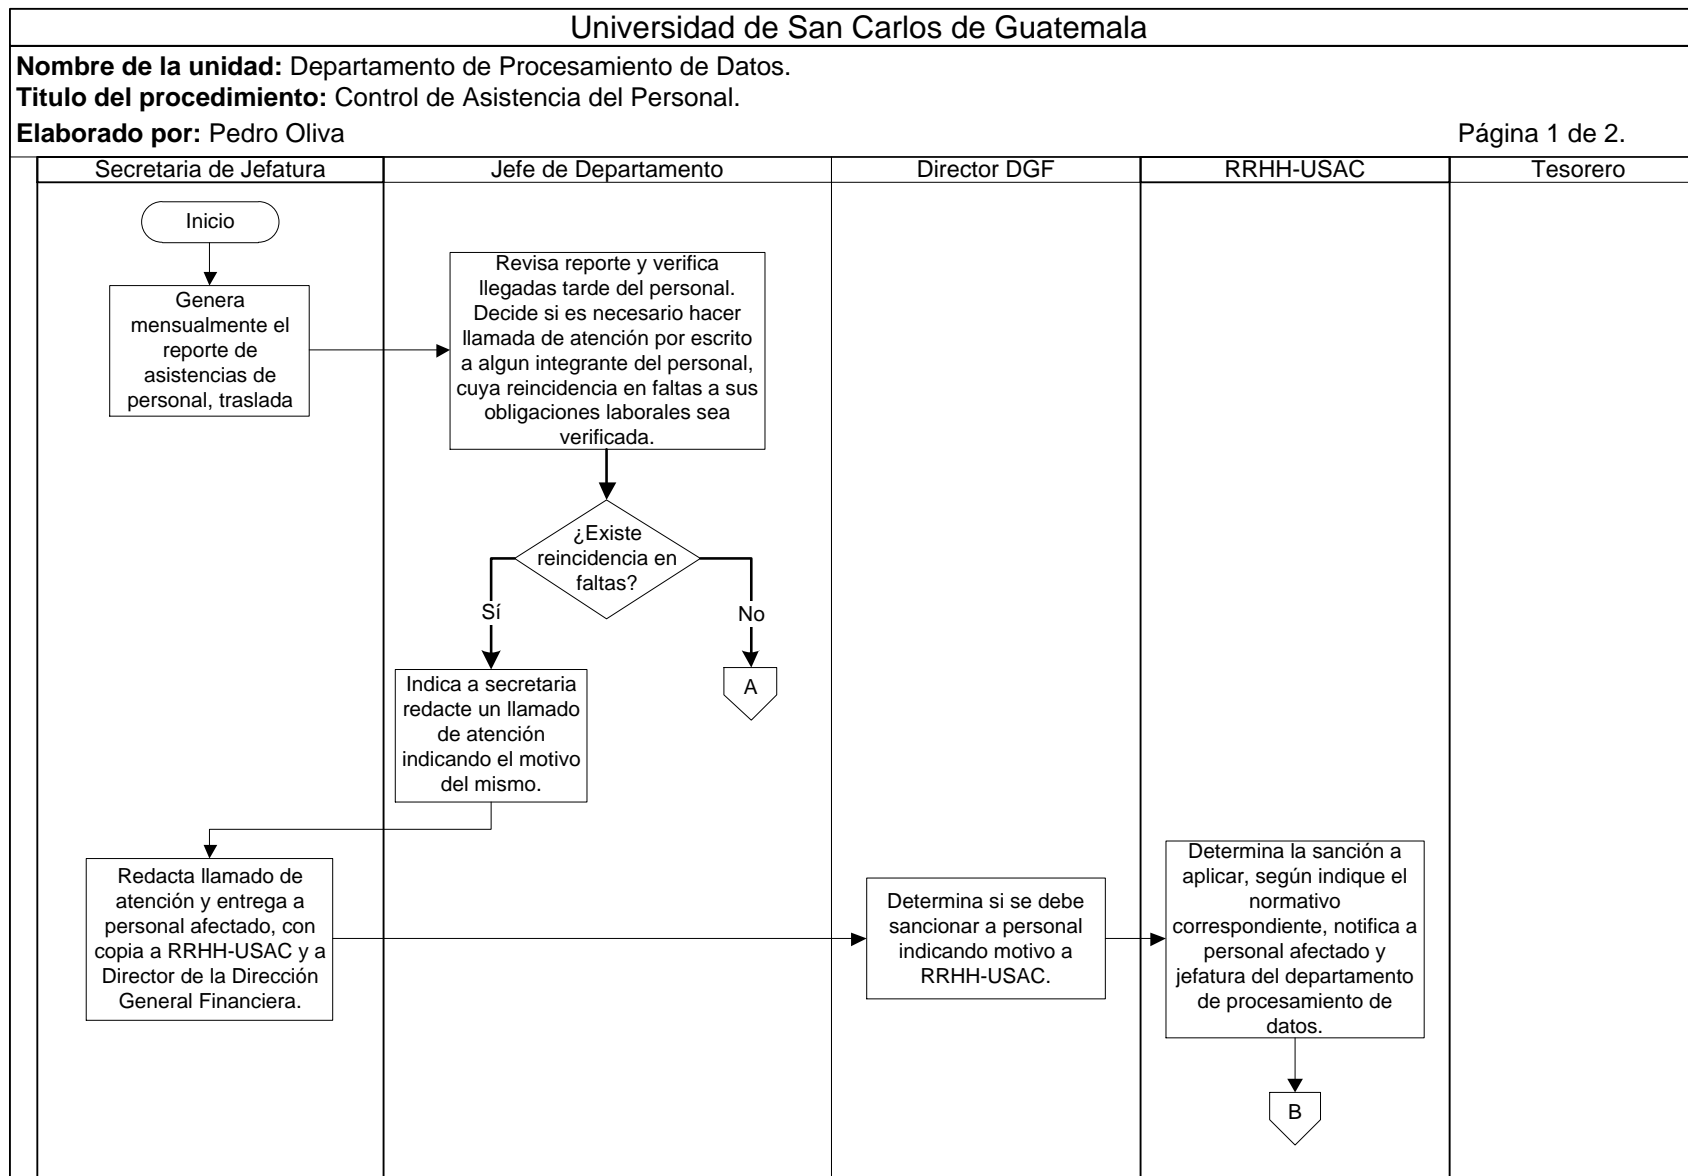 Universidad de San Carlos de Guatemala
Nombre de la unidad: Departamento de Procesamiento de Datos.
Titulo del procedimiento: Control de Asistencia del Personal.
Elaborado por: Pedro Oliva
Página 1 de 2.
Secretaria de Jefatura
Jefe de Departamento
Director DGF
RRHH-USAC
Tesorero
Inicio
Genera
mensualmente el
reporte de
asistencias de
personal, traslada
Revisa reporte y verifica
llegadas tarde del personal.
Decide si es necesario hacer
llamada de atención por escrito
a algun integrante del personal,
cuya reincidencia en faltas a sus
obligaciones laborales sea
verificada.
¿Existe
reincidencia en
faltas?
Sí
No
A
Indica a secretaria
redacte un llamado
de atención
indicando el motivo
del mismo.
Redacta llamado de
atención y entrega a
personal afectado, con
copia a RRHH-USAC y a
Director de la Dirección
General Financiera.
Determina si se debe
sancionar a personal
indicando motivo a
RRHH-USAC.
Determina la sanción a
aplicar, según indique el
normativo
correspondiente, notifica a
personal afectado y
jefatura del departamento
de procesamiento de
datos.
B